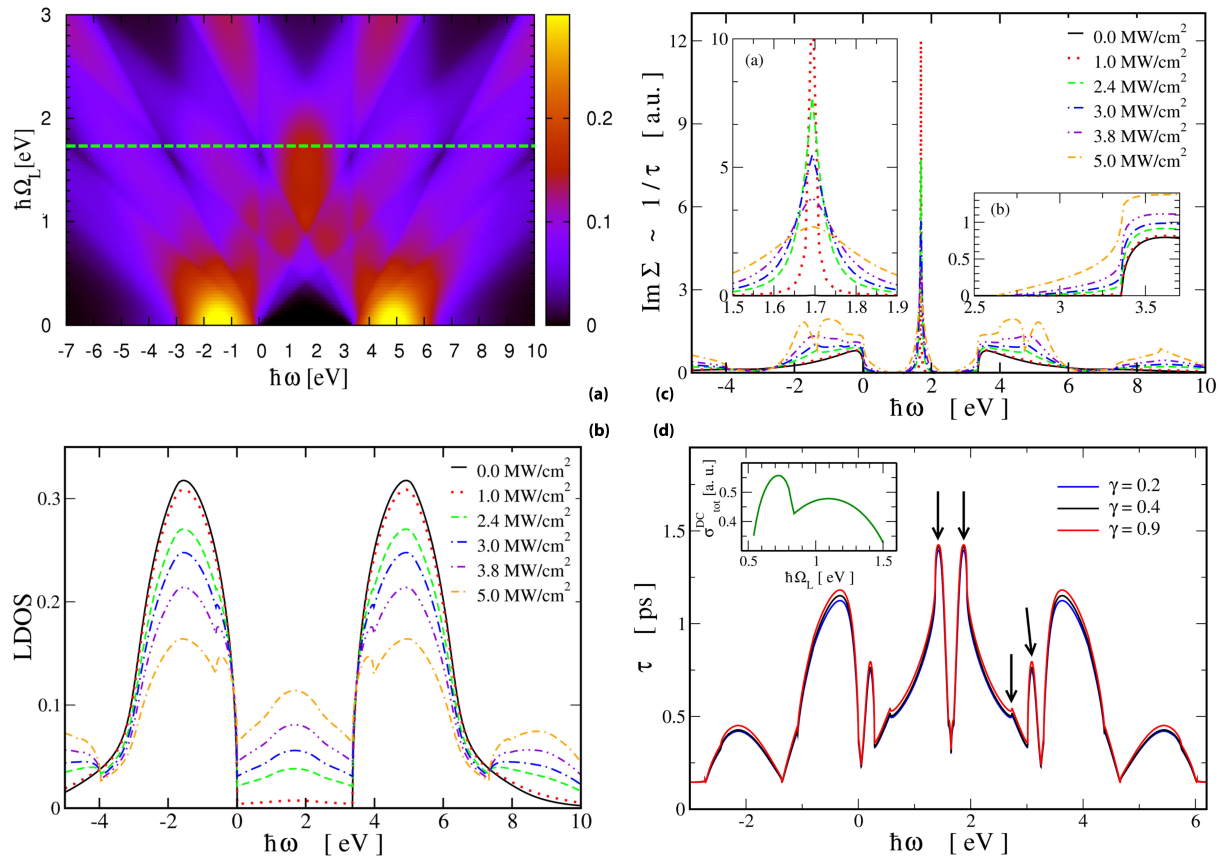 3
2
1
0
ħΩL [eV]
-7 -6 -5 -4 -3 -2 -1 0 1 2 3 4 5 6 7 8 9 10
ħω [eV]
0.2
0.1
0
(a)
(b)
0.3
0.2
0.1
0
LDOS
-4 -2 0 2 4 6 8 10
ħω [ eV]
0.0 MW/cm2
1.0 MW/cm2
2.4 MW/cm2
3.0 MW/cm2
3.8 MW/cm2
5.0 MW/cm2
12
9
6
3
0
Im Σ ~ 1 / τ [ a.u. ]
10
5
0
(a)
1.5 1.6 1.7 1.8 1.9
0.0 MW/cm2
1.0 MW/cm2
2.4 MW/cm2
3.0 MW/cm2
3.8 MW/cm2
5.0 MW/cm2
(b)
1
0.5
0
2.5 3 3.5
-4 -2 0 2 4 6 8 10
ħω [ eV ]
(c)
(d)
1.5
1
0.5
0
τ [ ps]
σDCtot [a. u.]
0.5
0.4
0.5 1 1.5
ħΩL [ eV ]
γ = 0.2
γ = 0.4
γ = 0.9
-2 0 2 4 6
ħω [ eV ]